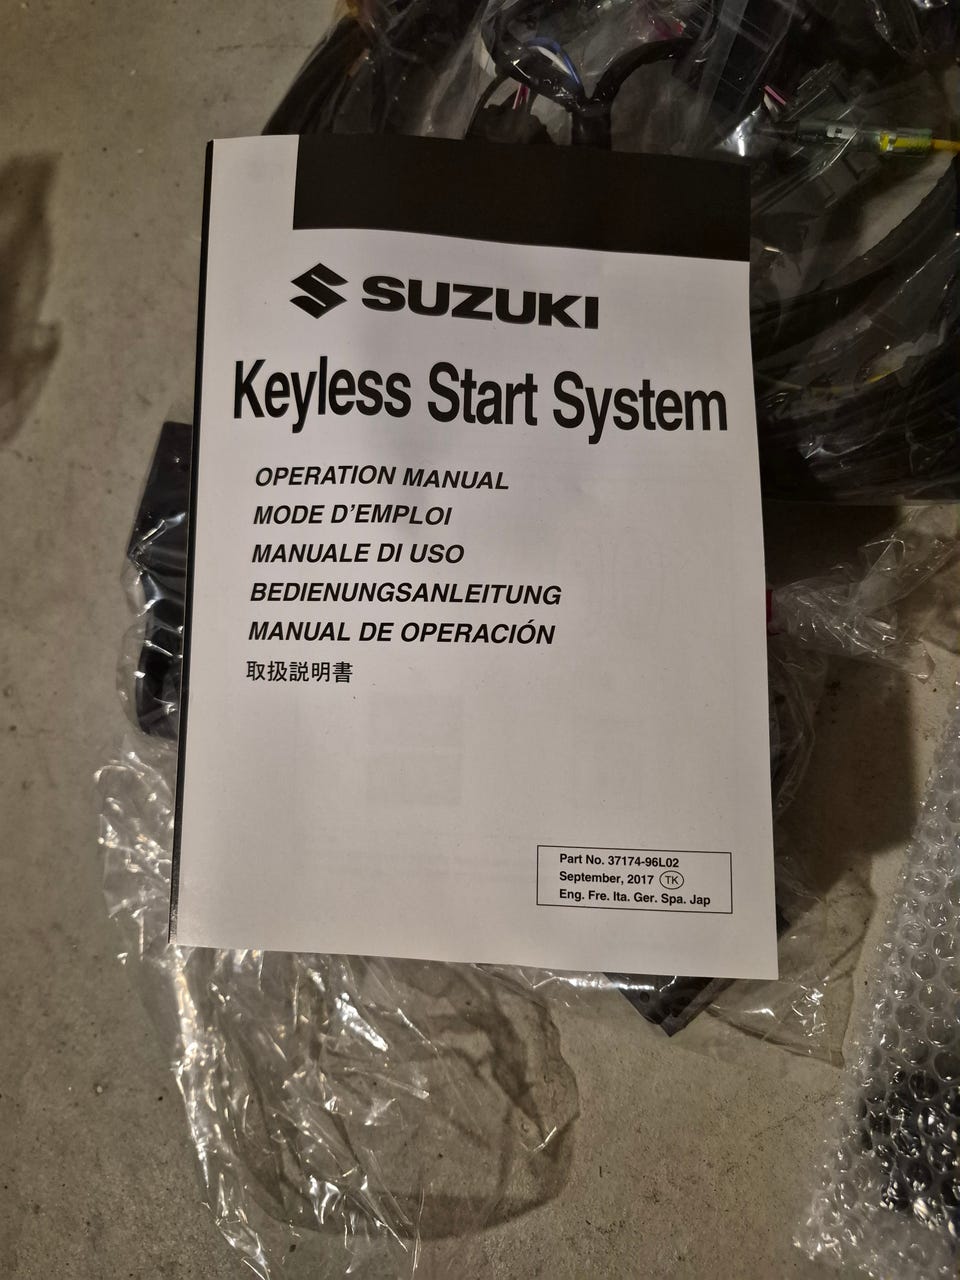 SUZUKI
Keyless Start System
OPERATION MANUAL
MODE D'EMPLOI
MANUALE DI USO
BEDIENUNGSANLEITUNG
MANUAL DE OPERACIÓN
取扱説明書
Part No. 37174-96L02
September, 2017 TK
Eng. Fre. Ita. Ger. Spa. Jap